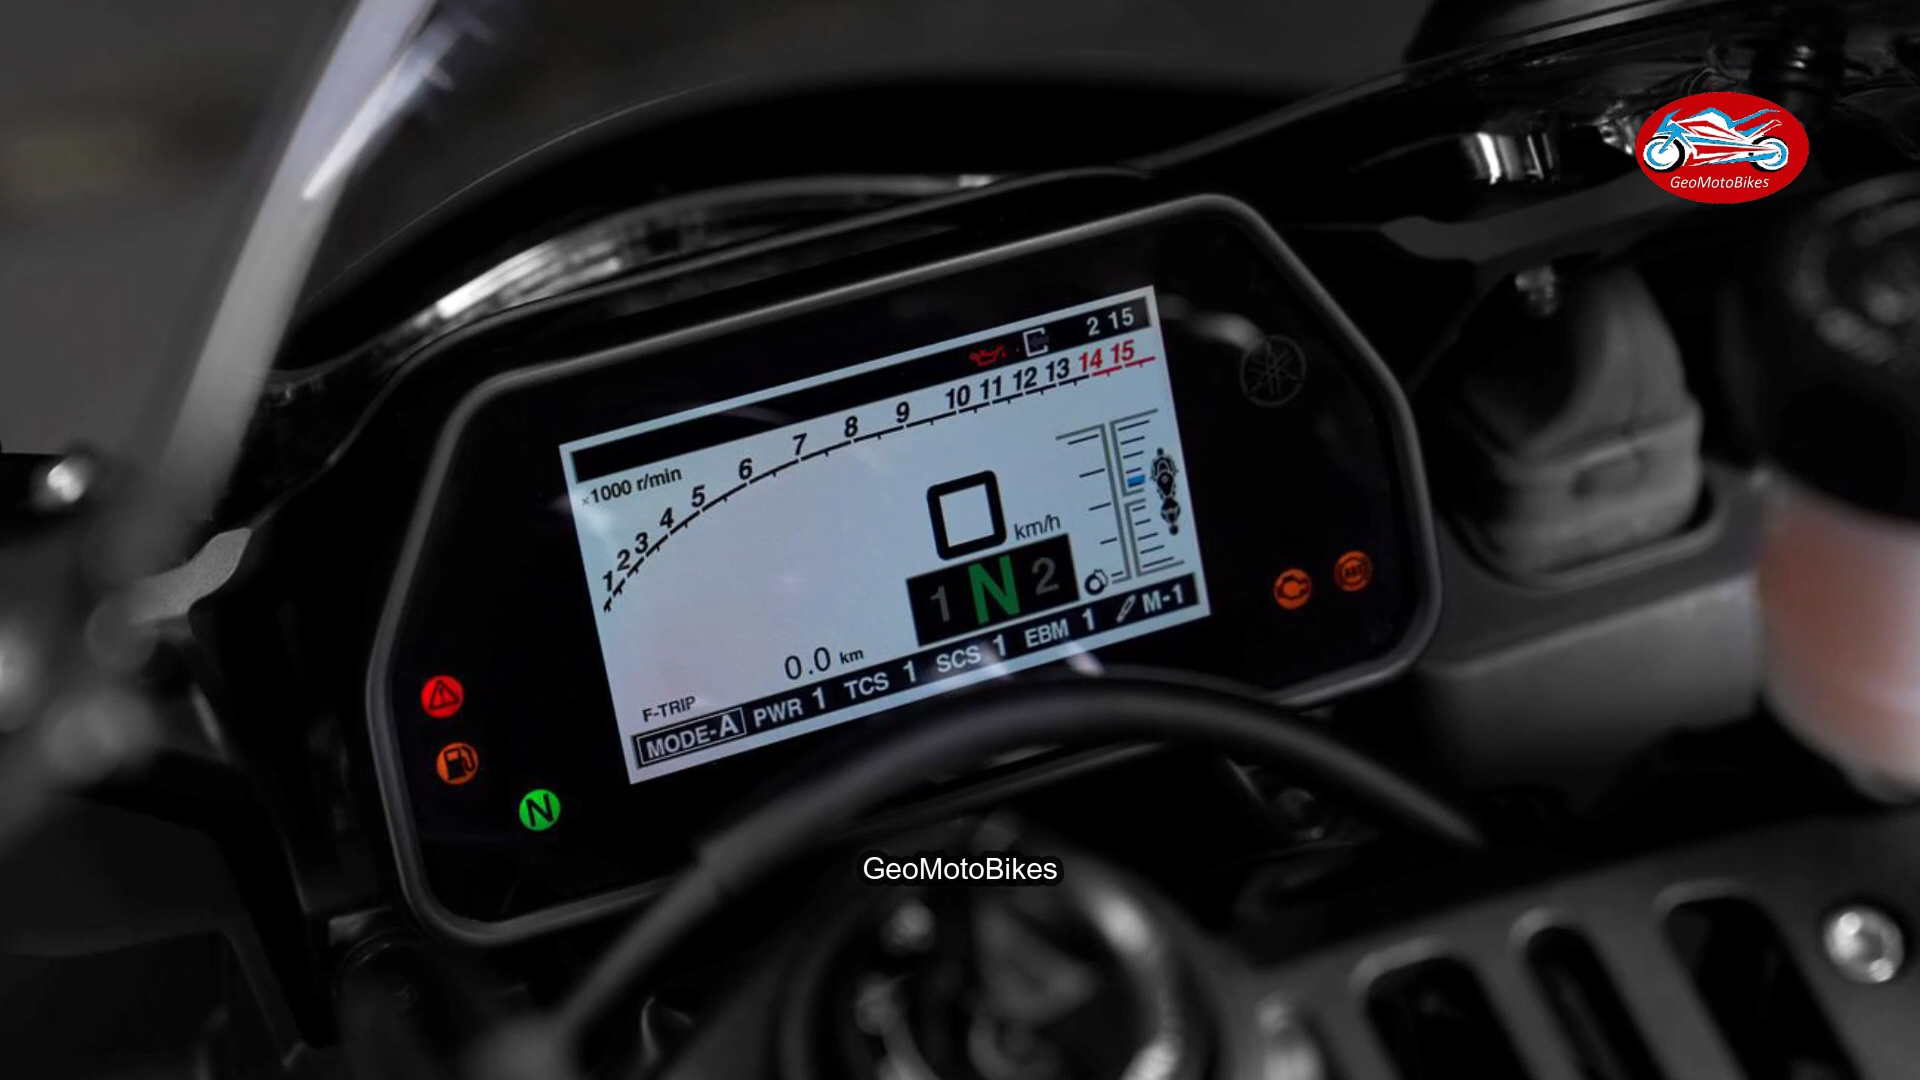 GeoMotoBikes
2 15
×1000 r/min
1 2 3 4 5 6 7 8 9 10 11 12 13 14 15
0 km/h
1 N 2
0.0 km
F-TRIP
MODE-A PWR 1 TCS 1 SCS 1 EBM 1 M-1
N
ABS
GeoMotoBikes